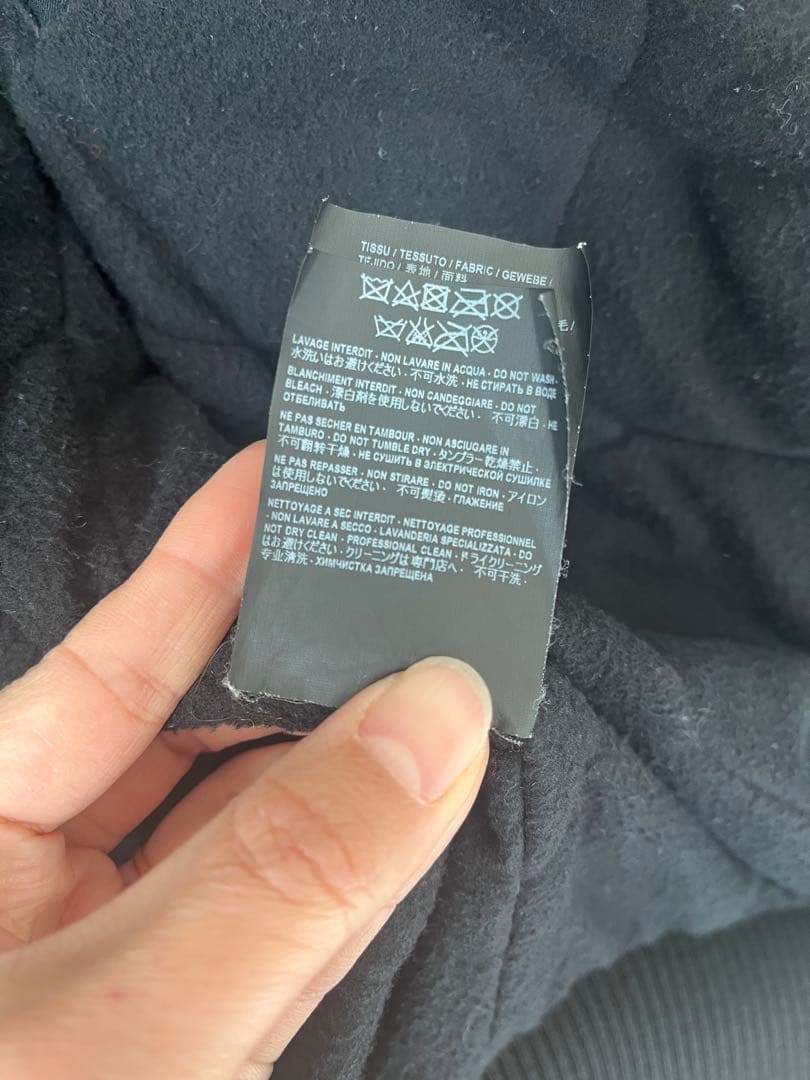 TISSU / TESSUTO / FABRIC / GEWEBE /
TEJIDO / 表地 / 面料
毛 /
LAVAGE INTERDIT · NON LAVARE IN ACQUA · DO NOT WASH·
水洗いはお避けください · 不可水洗 · НЕ СТИРАТЬ В ВОДЕ
BLANCHIMENT INTERDIT · NON CANDEGGIARE · DO NOT
BLEACH · 漂白剤を使用しないでください · 不可漂白 · НЕ
ОТБЕЛИВАТЬ
NE PAS SECHER EN TAMBOUR · NON ASCIUGARE IN
TAMBURO · DO NOT TUMBLE DRY · タンブラー乾燥禁止 ·
不可翻转干燥 · НЕ СУШИТЬ В ЭЛЕКТРИЧЕСКОЙ СУШИЛКЕ
NE PAS REPASSER · NON STIRARE · DO NOT IRON · アイロン
は使用しないでください · 不可熨烫 · ГЛАЖЕНИЕ
ЗАПРЕЩЕНО
NETTOYAGE A SEC INTERDIT · NETTOYAGE PROFESSIONNEL
· NON LAVARE A SECCO · LAVANDERIA SPECIALIZZATA · DO
NOT DRY CLEAN · PROFESSIONAL CLEAN · ドライクリーニング
はお避けください · クリーニングは専門店へ · 不可干洗 ·
专业清洗 · ХИМЧИСТКА ЗАПРЕЩЕНА